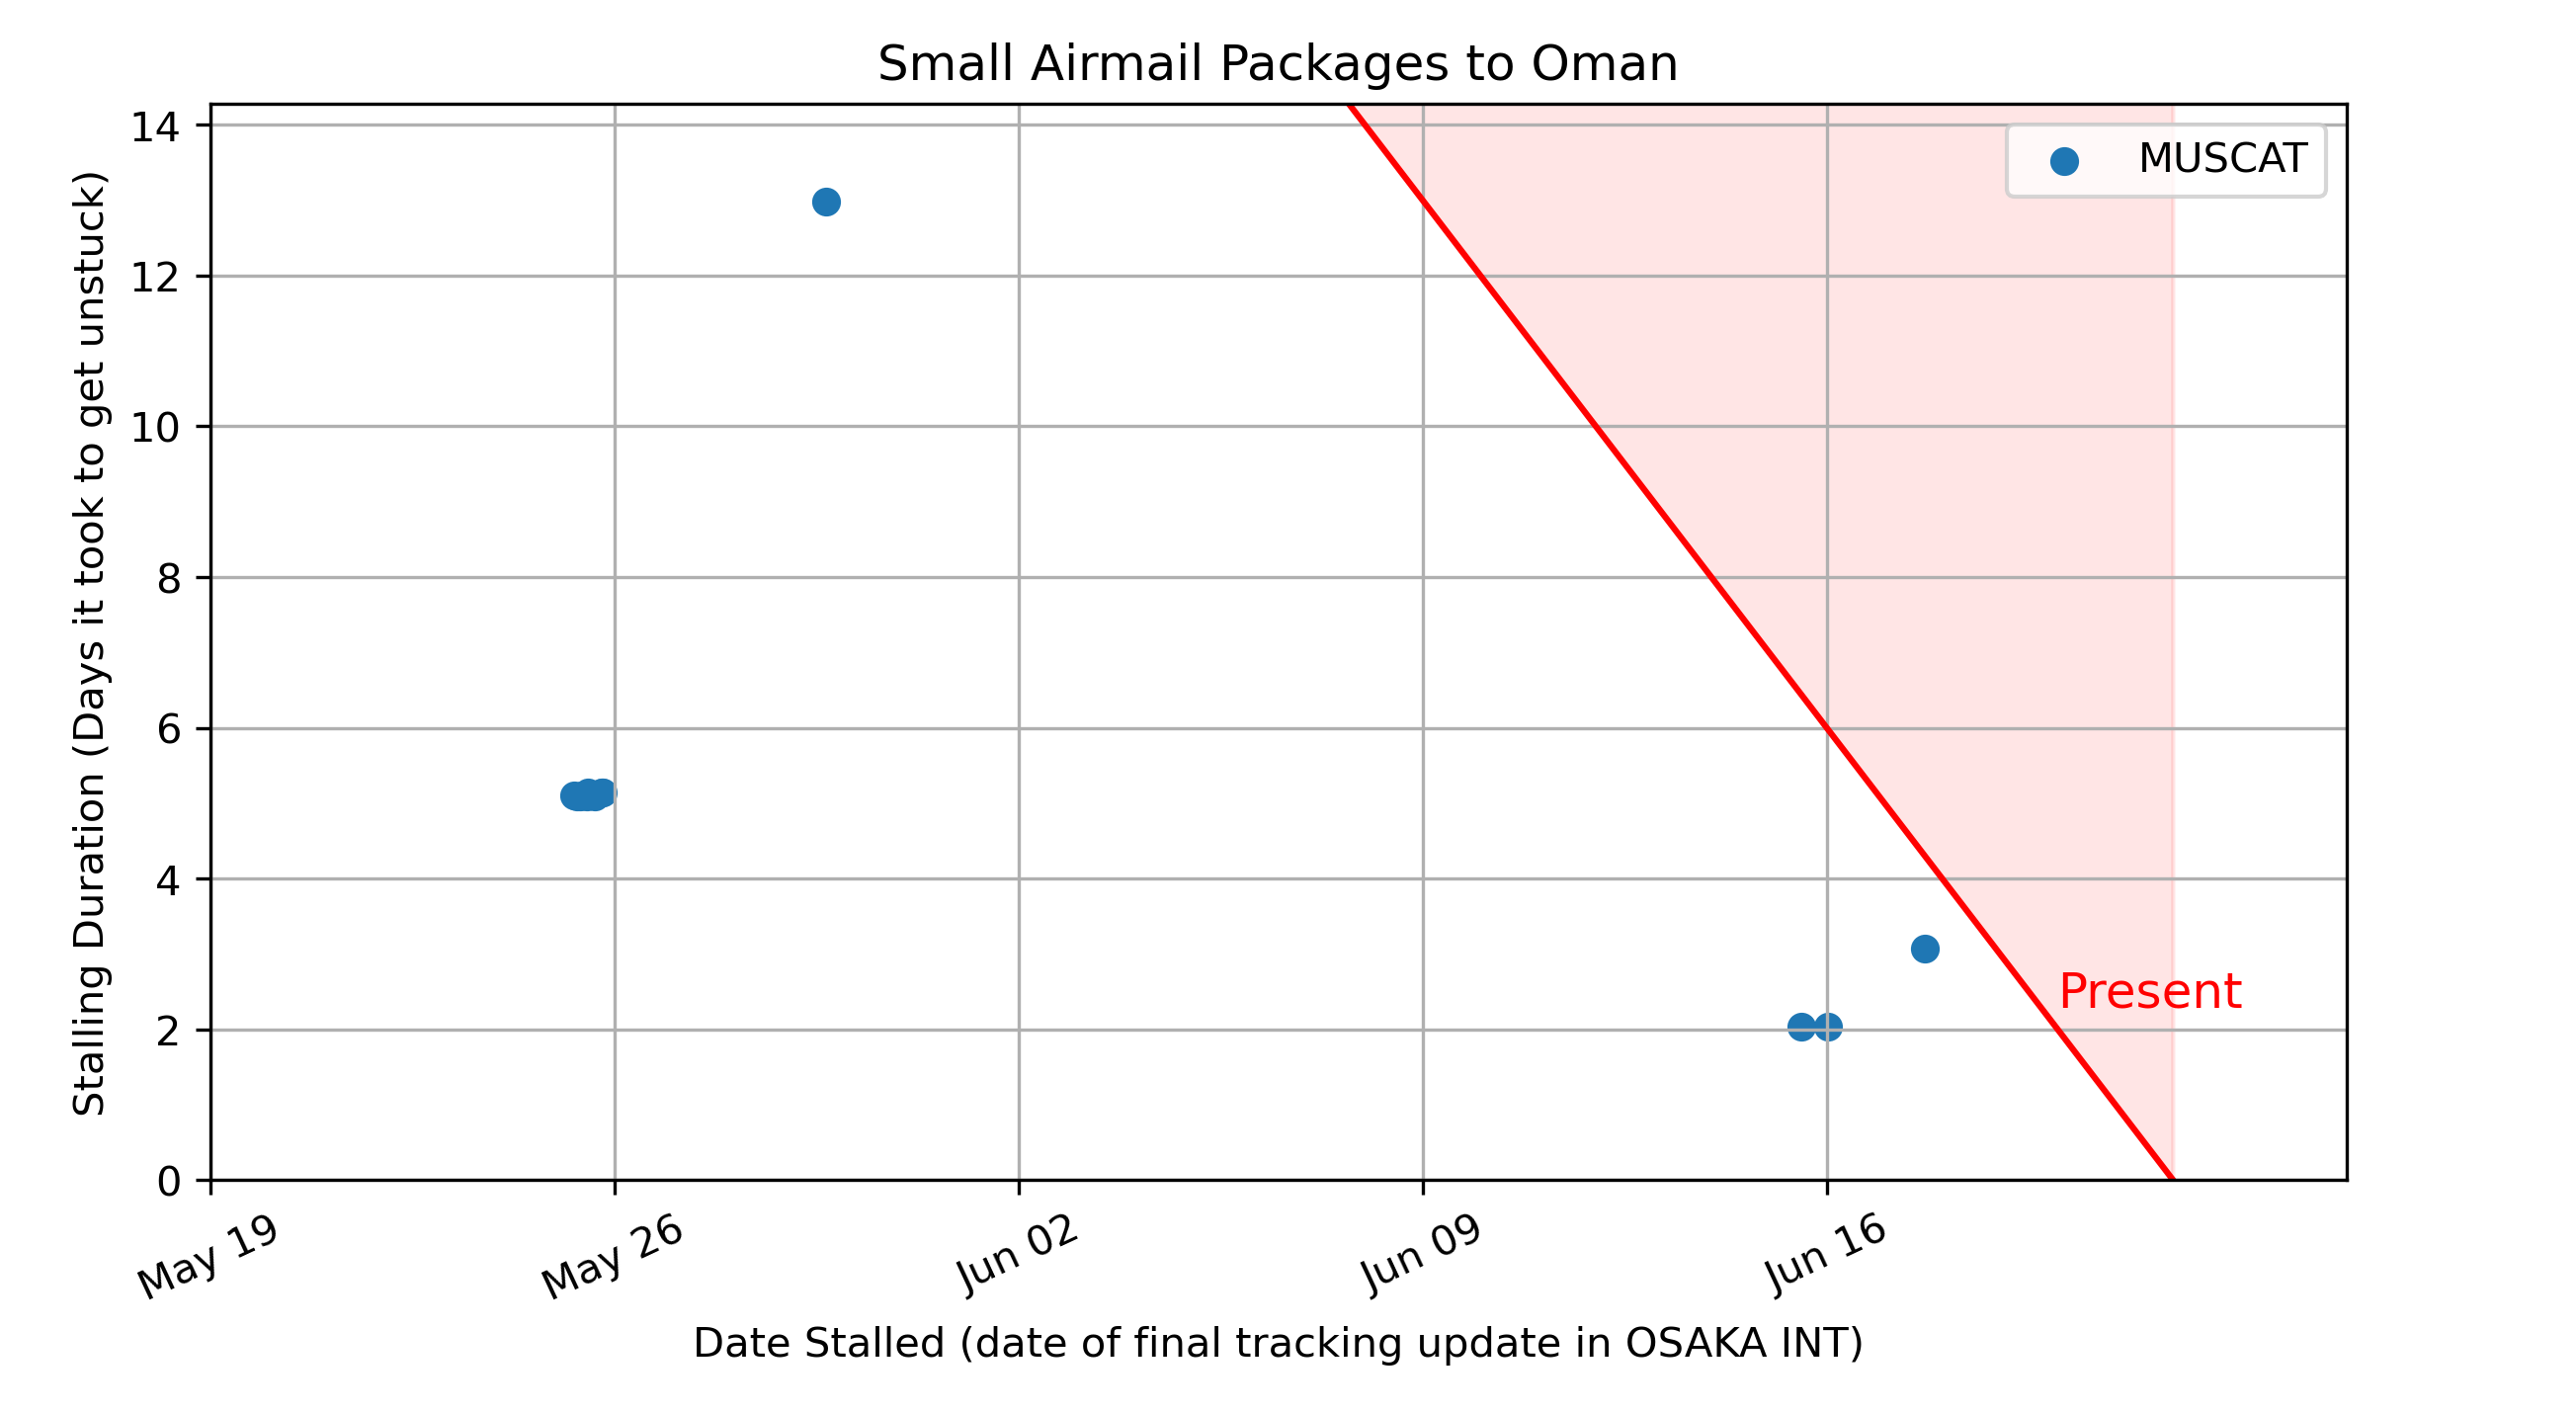 Small Airmail Packages to Oman
MUSCAT
14
12
10
8
6
4
2
0
Stalling Duration (Days it took to get unstuck)
Present
May 19
May 26
Jun 02
Jun 09
Jun 16
Date Stalled (date of final tracking update in OSAKA INT)